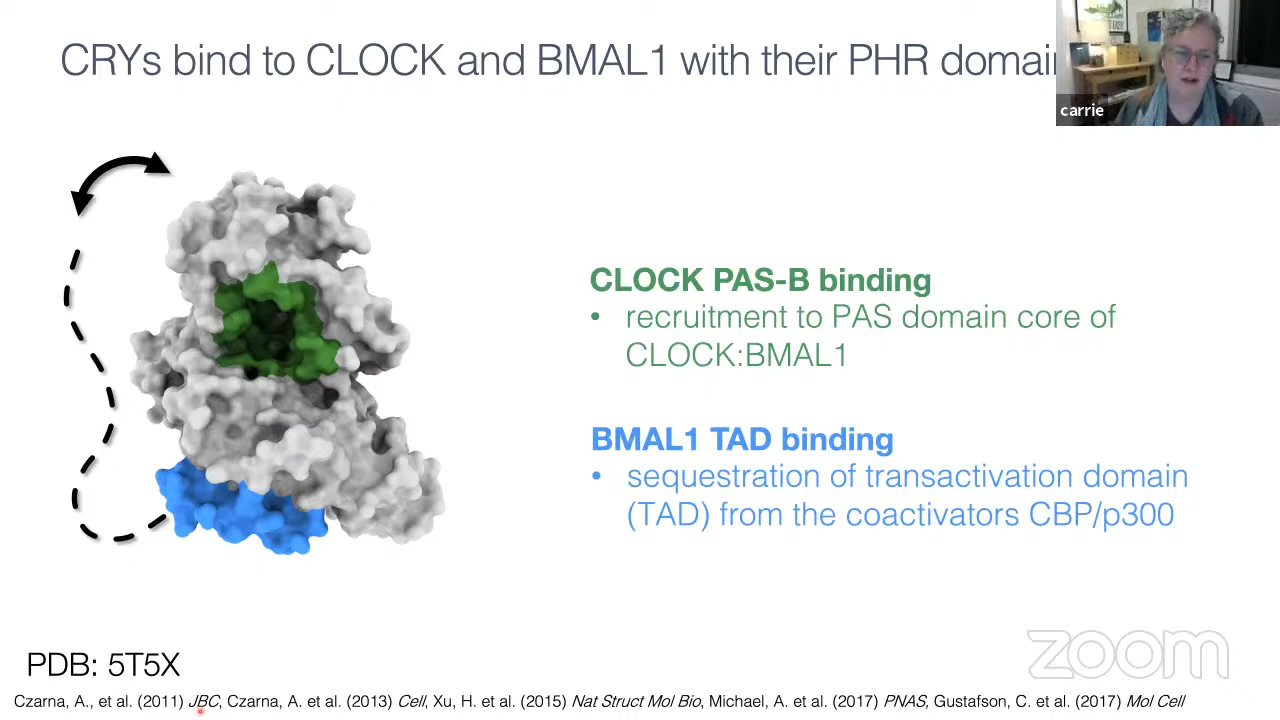 CRYs bind to CLOCK and BMAL1 with their PHR domain
carrie
CLOCK PAS-B binding
• recruitment to PAS domain core of
CLOCK:BMAL1
BMAL1 TAD binding
• sequestration of transactivation domain
(TAD) from the coactivators CBP/p300
zoom
PDB: 5T5X
Czarna, A., et al. (2011) JBC, Czarna, A. et al. (2013) Cell, Xu, H. et al. (2015) Nat Struct Mol Bio, Michael, A. et al. (2017) PNAS, Gustafson, C. et al. (2017) Mol Cell